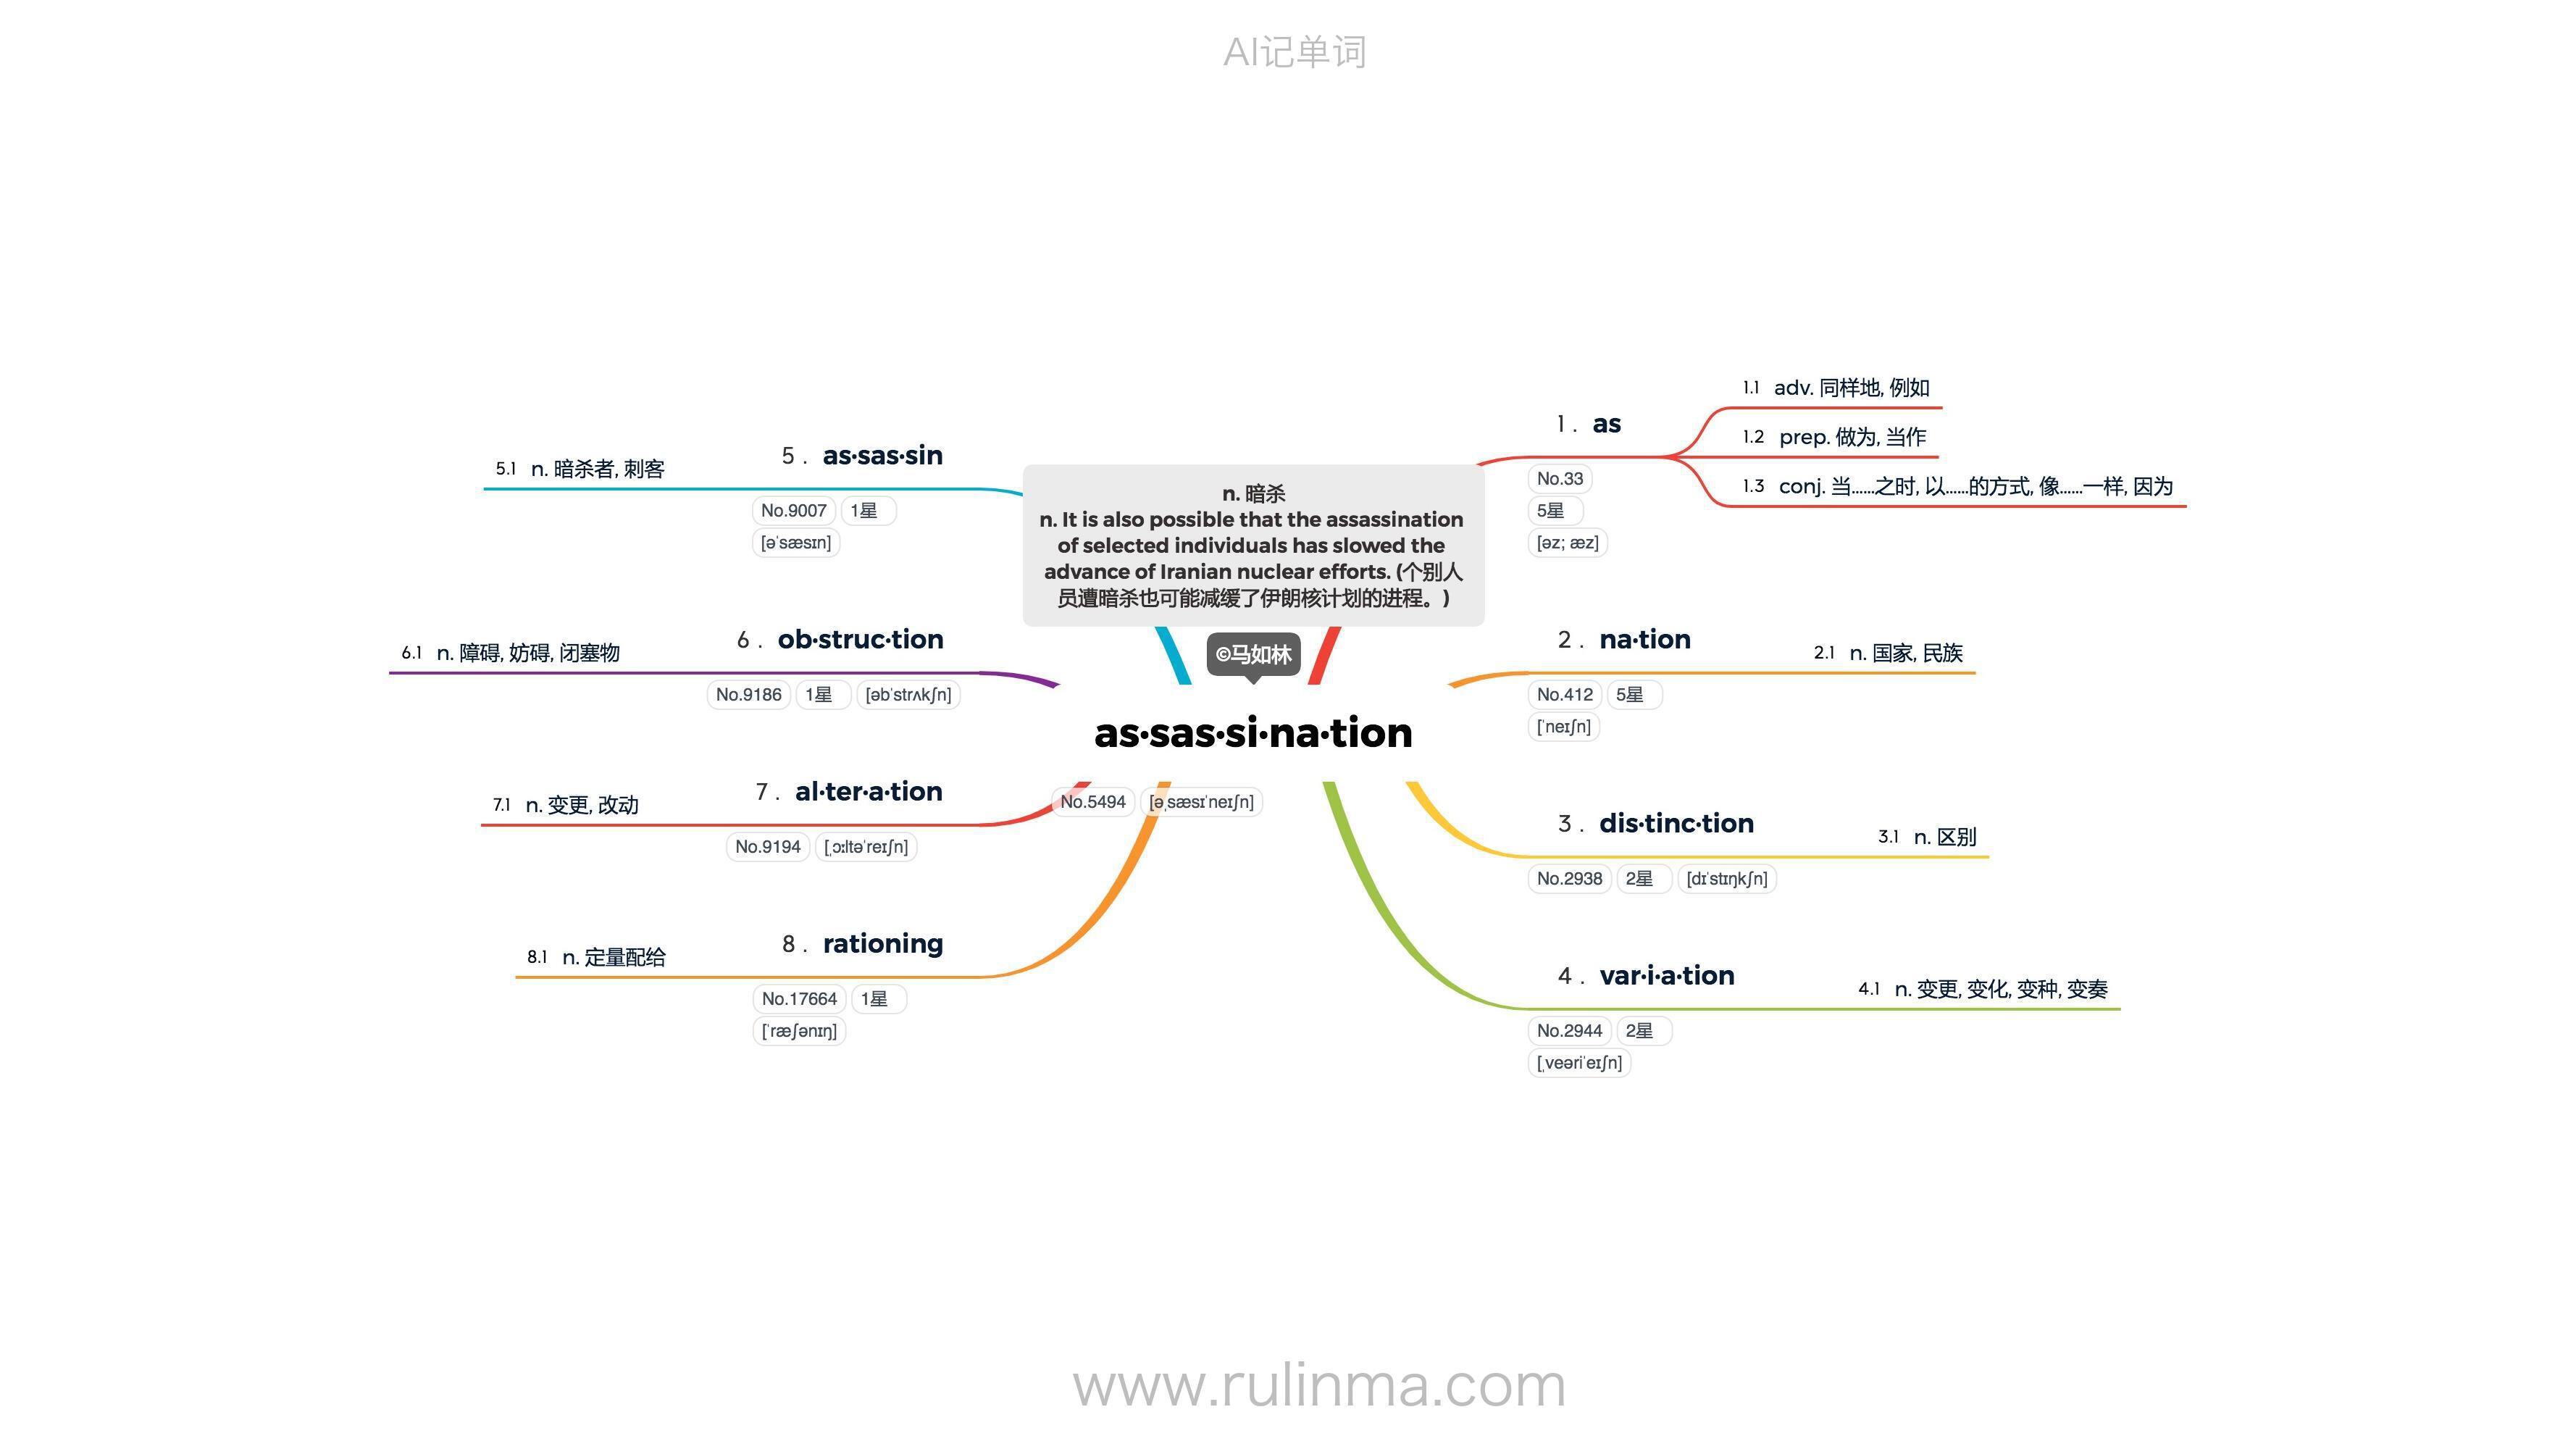 AI记单词
n. 暗杀
n. It is also possible that the assassination
of selected individuals has slowed the
advance of Iranian nuclear efforts. (个别人
员遭暗杀也可能减缓了伊朗核计划的进程。)
©马如林
as·sas·si·na·tion
No.5494 [əˌsæsɪˈneɪʃn]
1 . as
No.33
5星
[əz; æz]
1.1 adv. 同样地, 例如
1.2 prep. 做为, 当作
1.3 conj. 当……之时, 以……的方式, 像……一样, 因为
2 . na·tion
No.412 5星
[ˈneɪʃn]
2.1 n. 国家, 民族
3 . dis·tinc·tion
No.2938 2星 [dɪˈstɪŋkʃn]
3.1 n. 区别
4 . var·i·a·tion
No.2944 2星
[ˌveəriˈeɪʃn]
4.1 n. 变更, 变化, 变种, 变奏
5 . as·sas·sin
No.9007 1星
[əˈsæsɪn]
5.1 n. 暗杀者, 刺客
6 . ob·struc·tion
No.9186 1星 [əbˈstrʌkʃn]
6.1 n. 障碍, 妨碍, 闭塞物
7 . al·ter·a·tion
No.9194 [ˌɔːltəˈreɪʃn]
7.1 n. 变更, 改动
8 . rationing
No.17664 1星
[ˈræʃənɪŋ]
8.1 n. 定量配给
www.rulinma.com